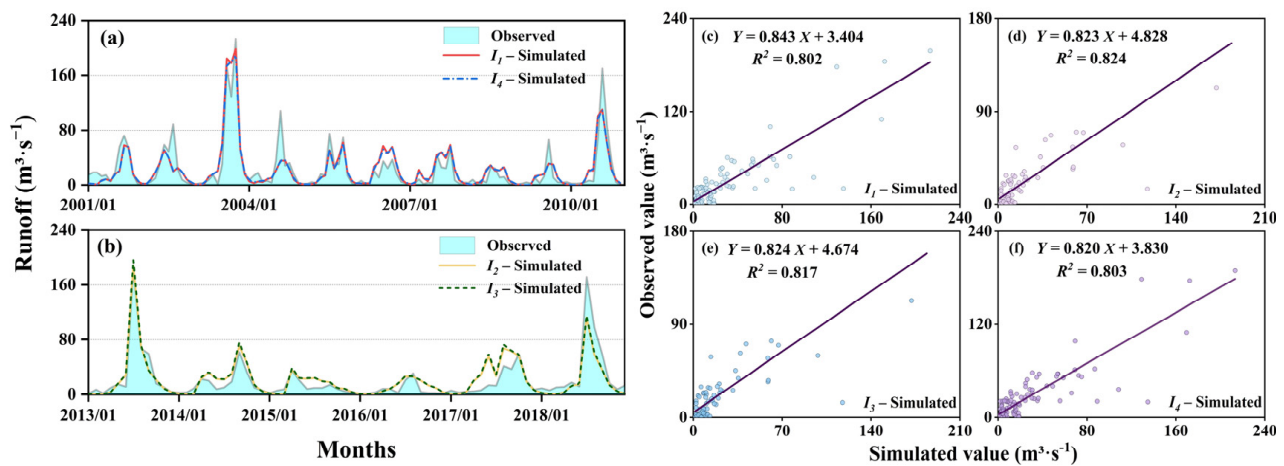 Runoff (m³·s⁻¹)
240
160
80
0
(a)
Observed
I₁ – Simulated
I₄ – Simulated
2001/01
2004/01
2007/01
2010/01
240
160
80
0
(b)
Observed
I₂ – Simulated
I₃ – Simulated
2013/01
2014/01
2015/01
2016/01
2017/01
2018/01
Months
Observed value (m³·s⁻¹)
240
120
0
(c)
Y = 0.843 X + 3.404
R² = 0.802
I₁ – Simulated
0
80
160
240
180
90
0
(d)
Y = 0.823 X + 4.828
R² = 0.824
I₂ – Simulated
0
70
140
210
180
90
0
(e)
Y = 0.824 X + 4.674
R² = 0.817
I₃ – Simulated
0
70
140
210
240
120
0
(f)
Y = 0.820 X + 3.830
R² = 0.803
I₄ – Simulated
0
80
160
240
Simulated value (m³·s⁻¹)